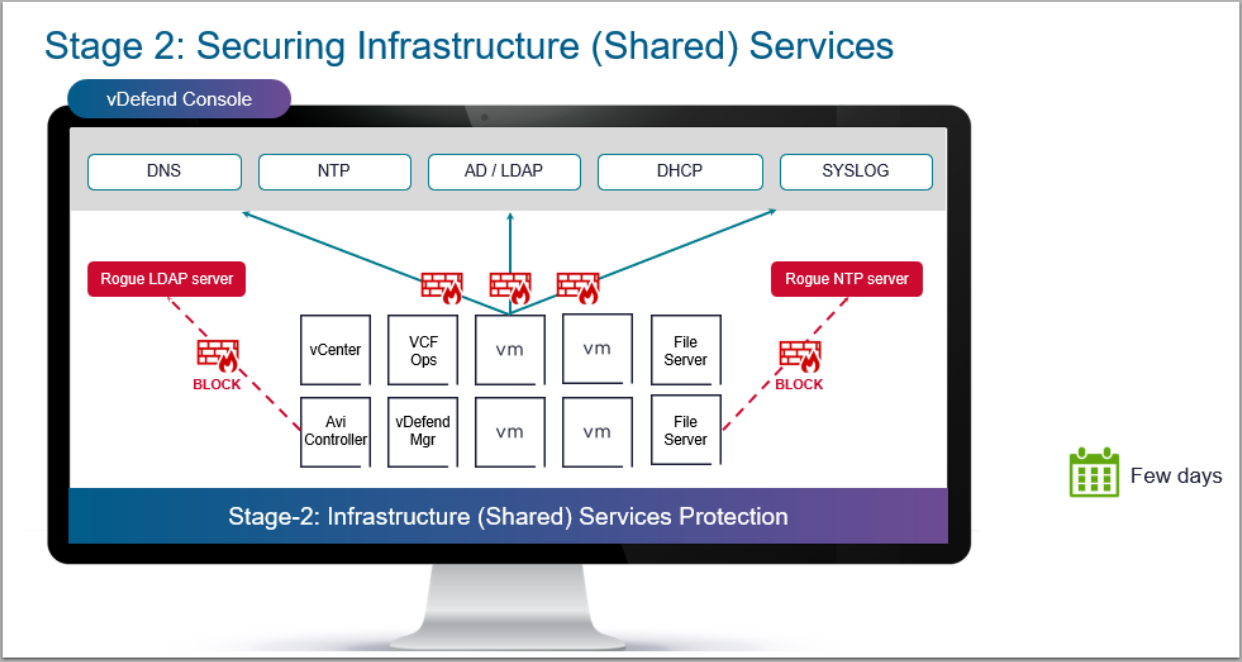 Stage 2: Securing Infrastructure (Shared) Services
vDefend Console
DNS
NTP
AD / LDAP
DHCP
SYSLOG
Rogue LDAP server
Rogue NTP server
BLOCK
BLOCK
vCenter
VCF
Ops
vm
vm
File
Server
Avi
Controller
vDefend
Mgr
vm
vm
File
Server
Few days
Stage-2: Infrastructure (Shared) Services Protection